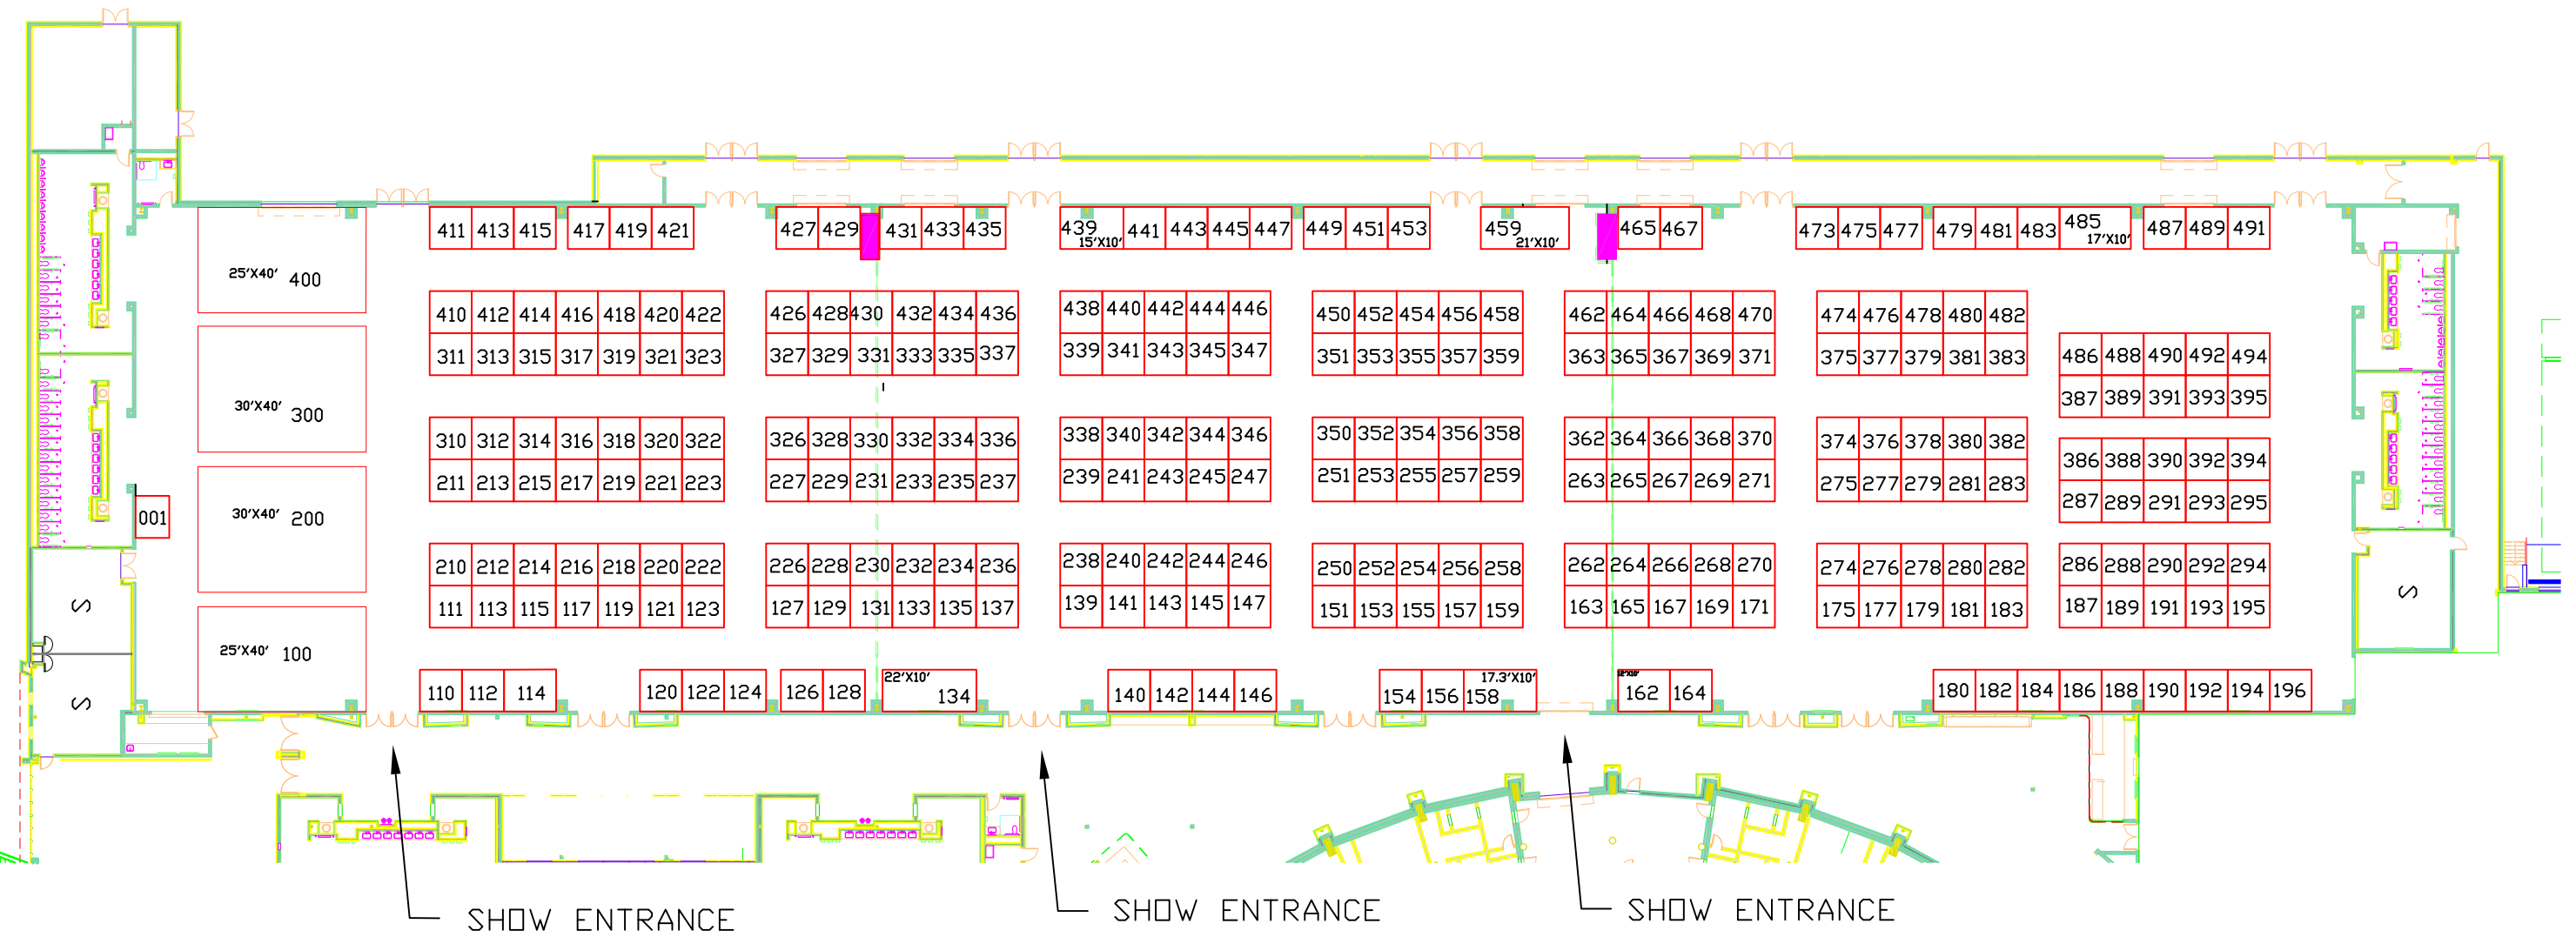 411 413 415 417 419 421 427 429 431 433 435 439 15'X10' 441 443 445 447 449 451 453 459 21'X10' 465 467 473 475 477 479 481 483 485 17'X10' 487 489 491
25'X40' 400
410 412 414 416 418 420 422 426 428 430 432 434 436 438 440 442 444 446 450 452 454 456 458 462 464 466 468 470 474 476 478 480 482
311 313 315 317 319 321 323 327 329 331 333 335 337 339 341 343 345 347 351 353 355 357 359 363 365 367 369 371 375 377 379 381 383
486 488 490 492 494
387 389 391 393 395
30'X40' 300
310 312 314 316 318 320 322 326 328 330 332 334 336 338 340 342 344 346 350 352 354 356 358 362 364 366 368 370 374 376 378 380 382
386 388 390 392 394
211 213 215 217 219 221 223 227 229 231 233 235 237 239 241 243 245 247 251 253 255 257 259 263 265 267 269 271 275 277 279 281 283
287 289 291 293 295
001
30'X40' 200
210 212 214 216 218 220 222 226 228 230 232 234 236 238 240 242 244 246 250 252 254 256 258 262 264 266 268 270 274 276 278 280 282 286 288 290 292 294
111 113 115 117 119 121 123 127 129 131 133 135 137 139 141 143 145 147 151 153 155 157 159 163 165 167 169 171 175 177 179 181 183 187 189 191 193 195
S
S
S
25'X40' 100
110 112 114 120 122 124 126 128 22'X10' 134 140 142 144 146 154 156 158 17.3'X10' 162 164 180 182 184 186 188 190 192 194 196
SHOW ENTRANCE
SHOW ENTRANCE
SHOW ENTRANCE